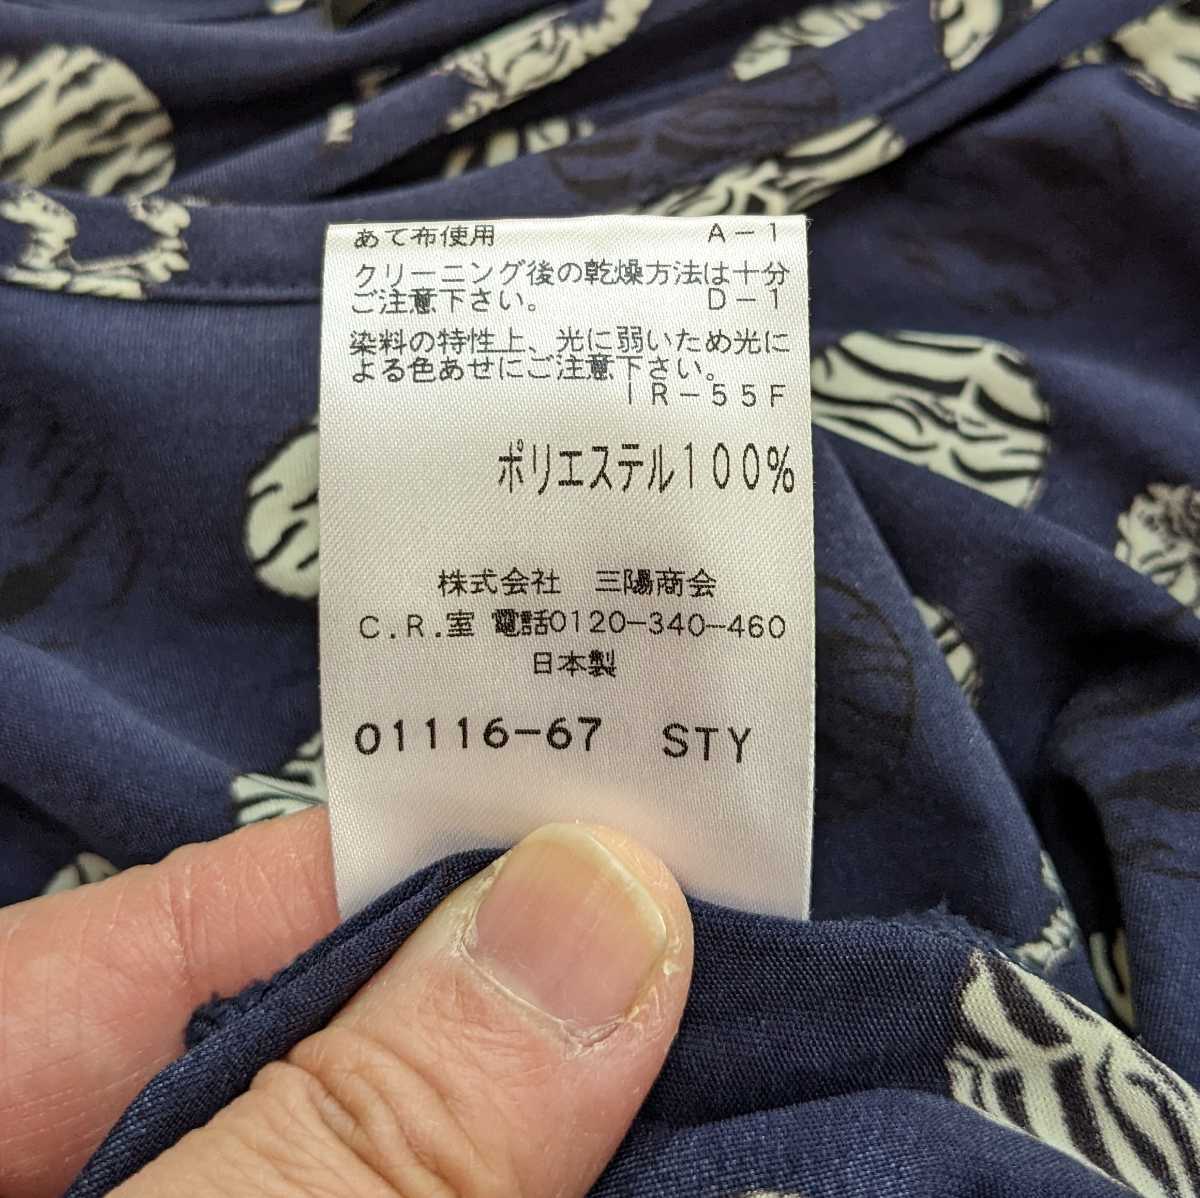 あて布使用 A-1
クリーニング後の乾燥方法は十分
ご注意下さい。 D-1
染料の特性上、光に弱いため光に
よる色あせにご注意下さい。
IR-55F
ポリエステル100%
株式会社 三陽商会
C.R.室 電話0120-340-460
日本製
01116-67 STY